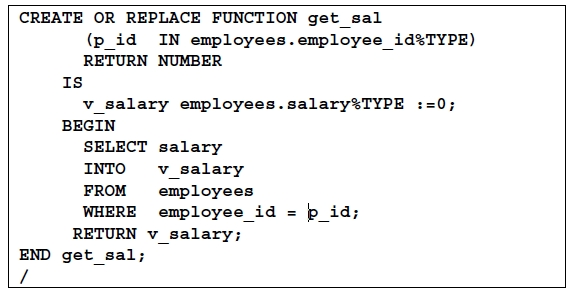 CREATE OR REPLACE FUNCTION get_sal
(p_id IN employees.employee_id%TYPE)
RETURN NUMBER
IS
v_salary employees.salary%TYPE :=0;
BEGIN
SELECT salary
INTO v_salary
FROM employees
WHERE employee_id = p_id;
RETURN v_salary;
END get_sal;
/